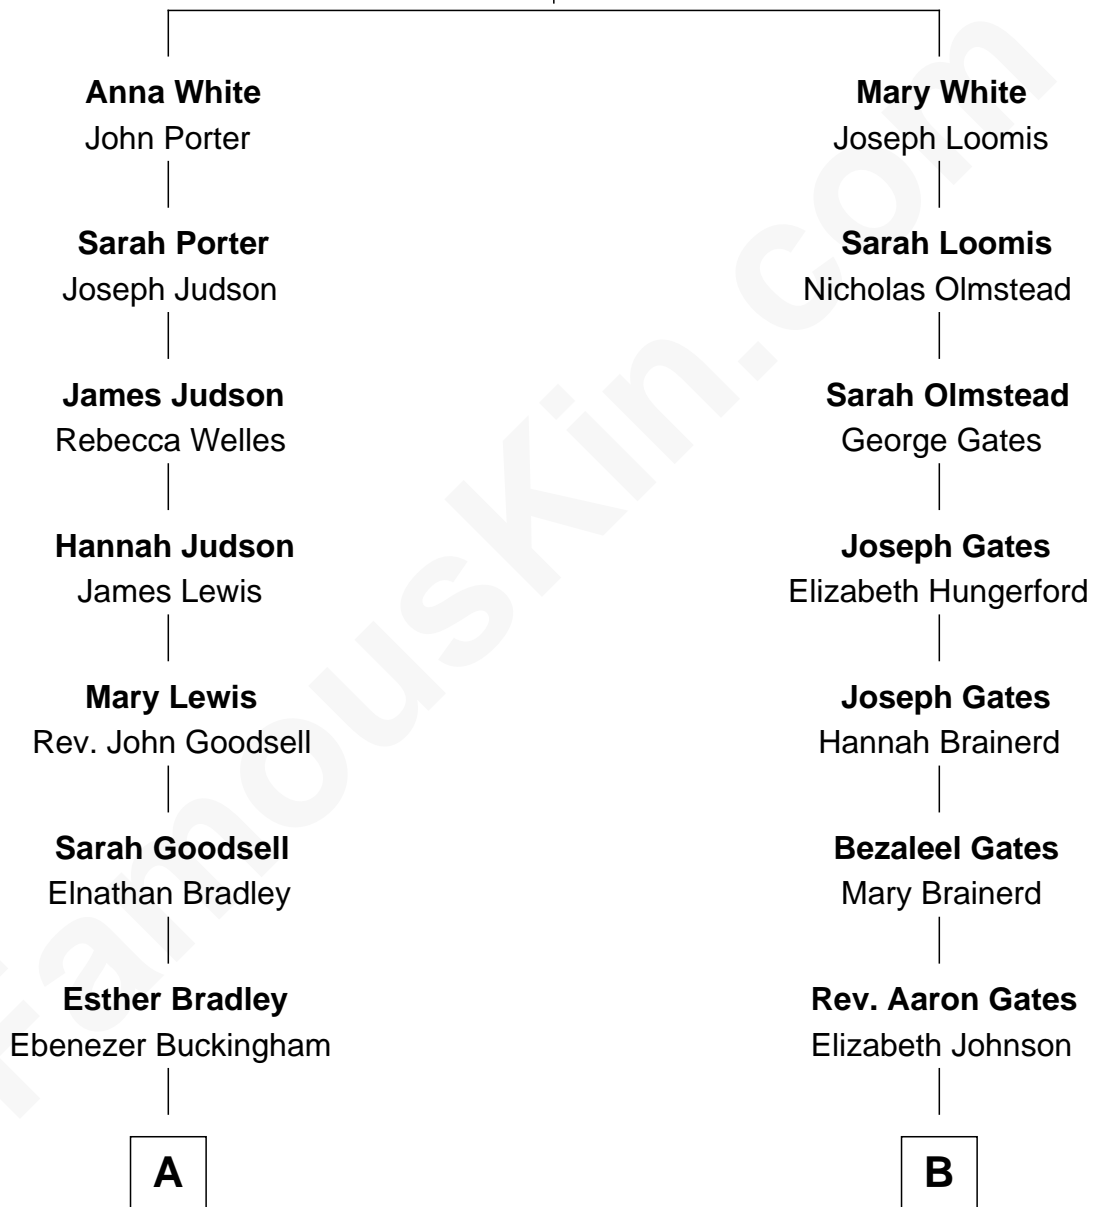 Anna White
John Porter
Sarah Porter
Joseph Judson
James Judson
Rebecca Welles
Hannah Judson
James Lewis
Mary Lewis
Rev. John Goodsell
Sarah Goodsell
Elnathan Bradley
Esther Bradley
Ebenezer Buckingham
A
Mary White
Joseph Loomis
Sarah Loomis
Nicholas Olmstead
Sarah Olmstead
George Gates
Joseph Gates
Elizabeth Hungerford
Joseph Gates
Hannah Brainerd
Bezaleel Gates
Mary Brainerd
Rev. Aaron Gates
Elizabeth Johnson
B
FamousKin.com